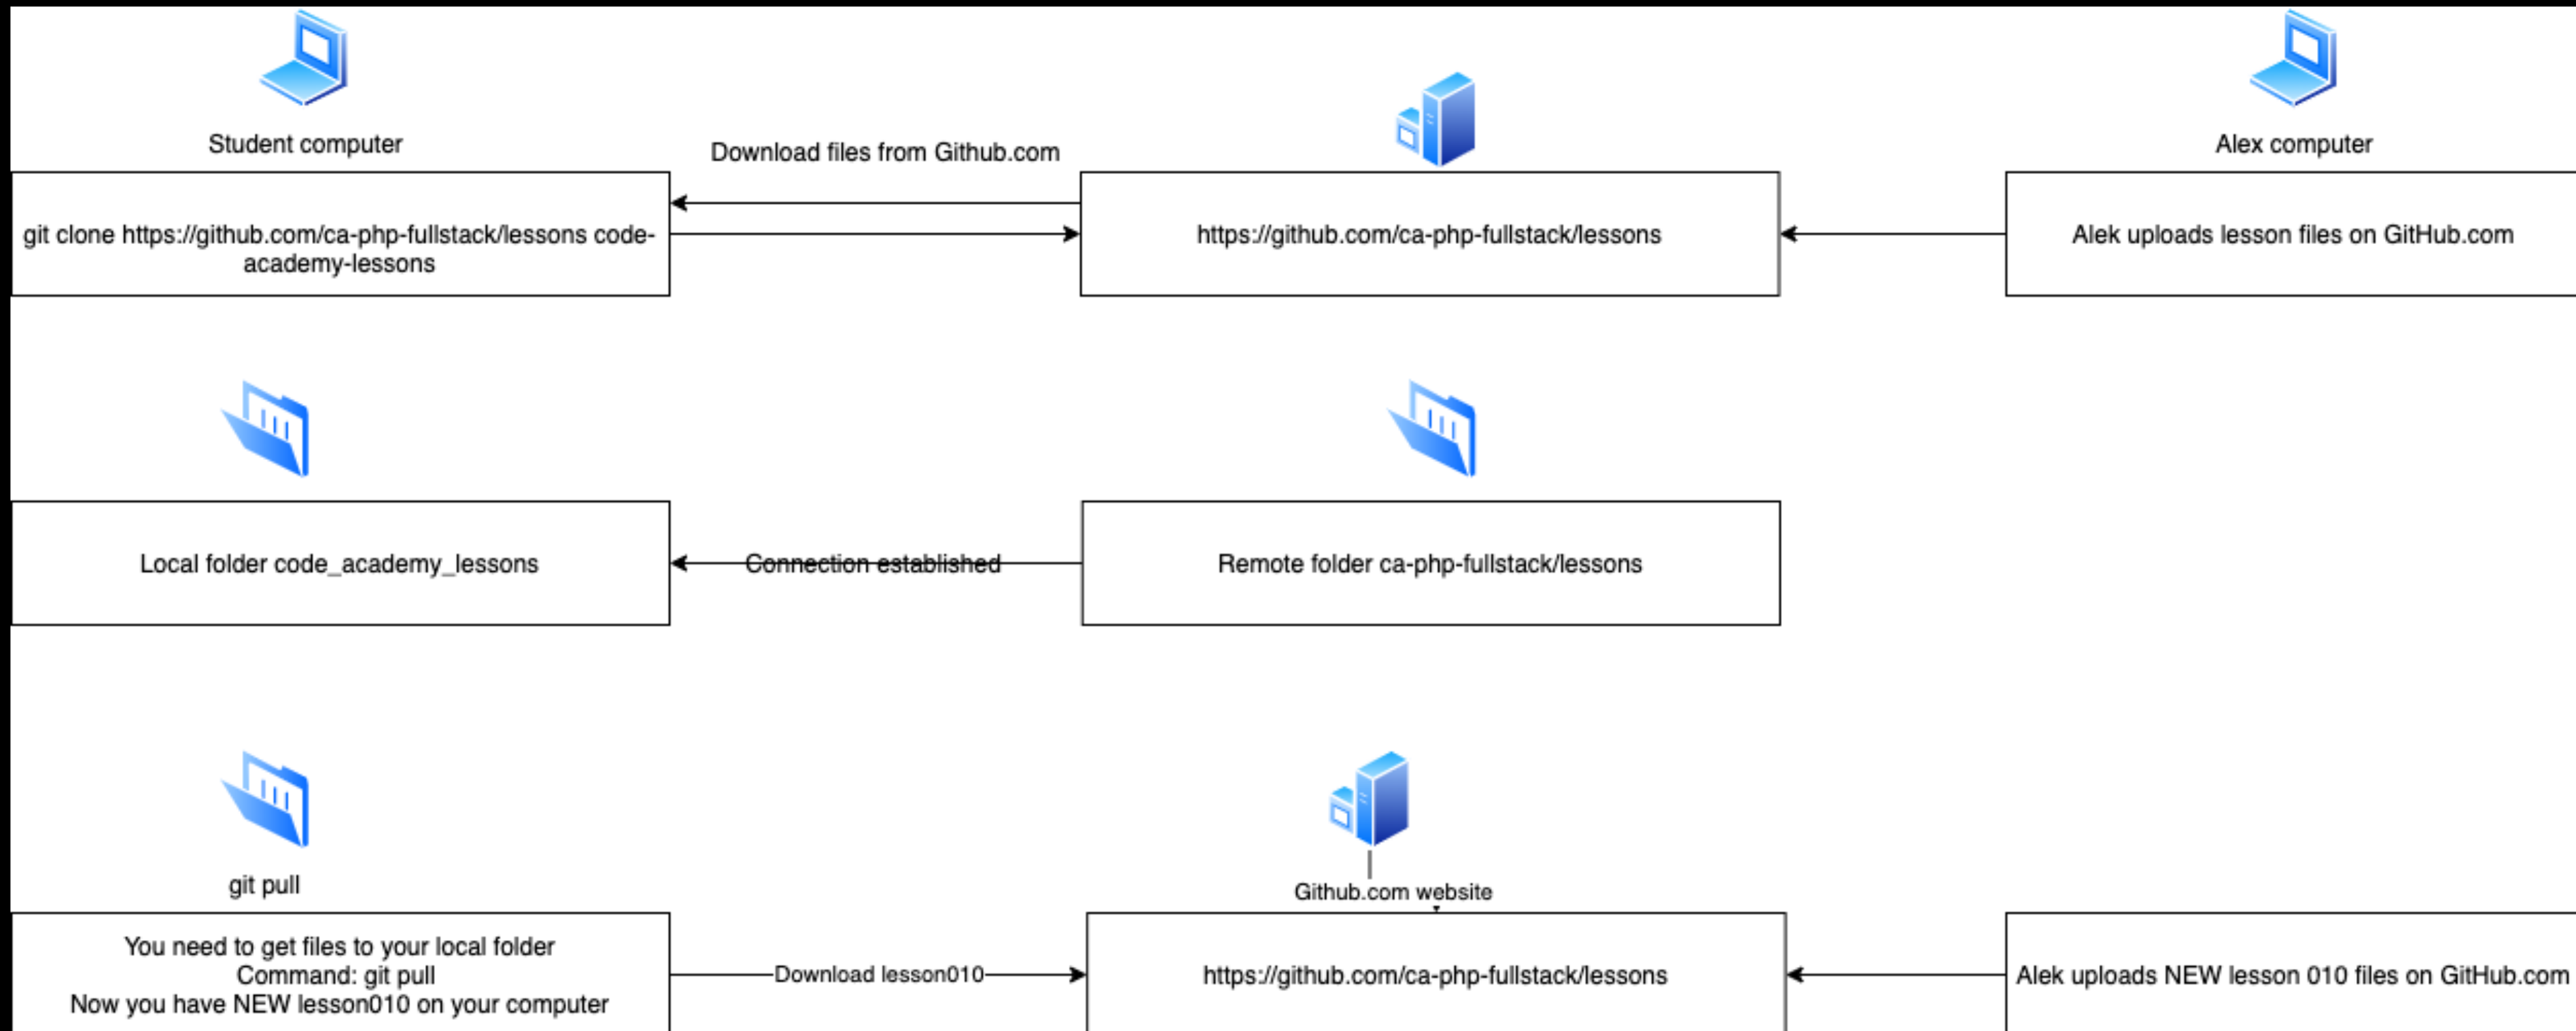 Student computer
Alex computer
Download files from Github.com
git clone https://github.com/ca-php-fullstack/lessons code-
academy-lessons
https://github.com/ca-php-fullstack/lessons
Alek uploads lesson files on GitHub.com
Local folder code_academy_lessons
Connection established
Remote folder ca-php-fullstack/lessons
git pull
Github.com website
You need to get files to your local folder
Command: git pull
Now you have NEW lesson010 on your computer
Download lesson010
https://github.com/ca-php-fullstack/lessons
Alek uploads NEW lesson 010 files on GitHub.com